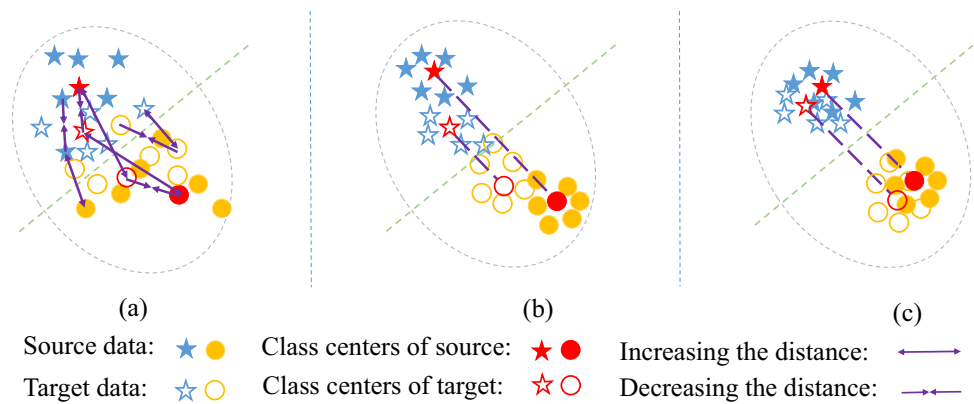 (a)
(b)
(c)
Source data:
Class centers of source:
Increasing the distance:
Target data:
Class centers of target:
Decreasing the distance: